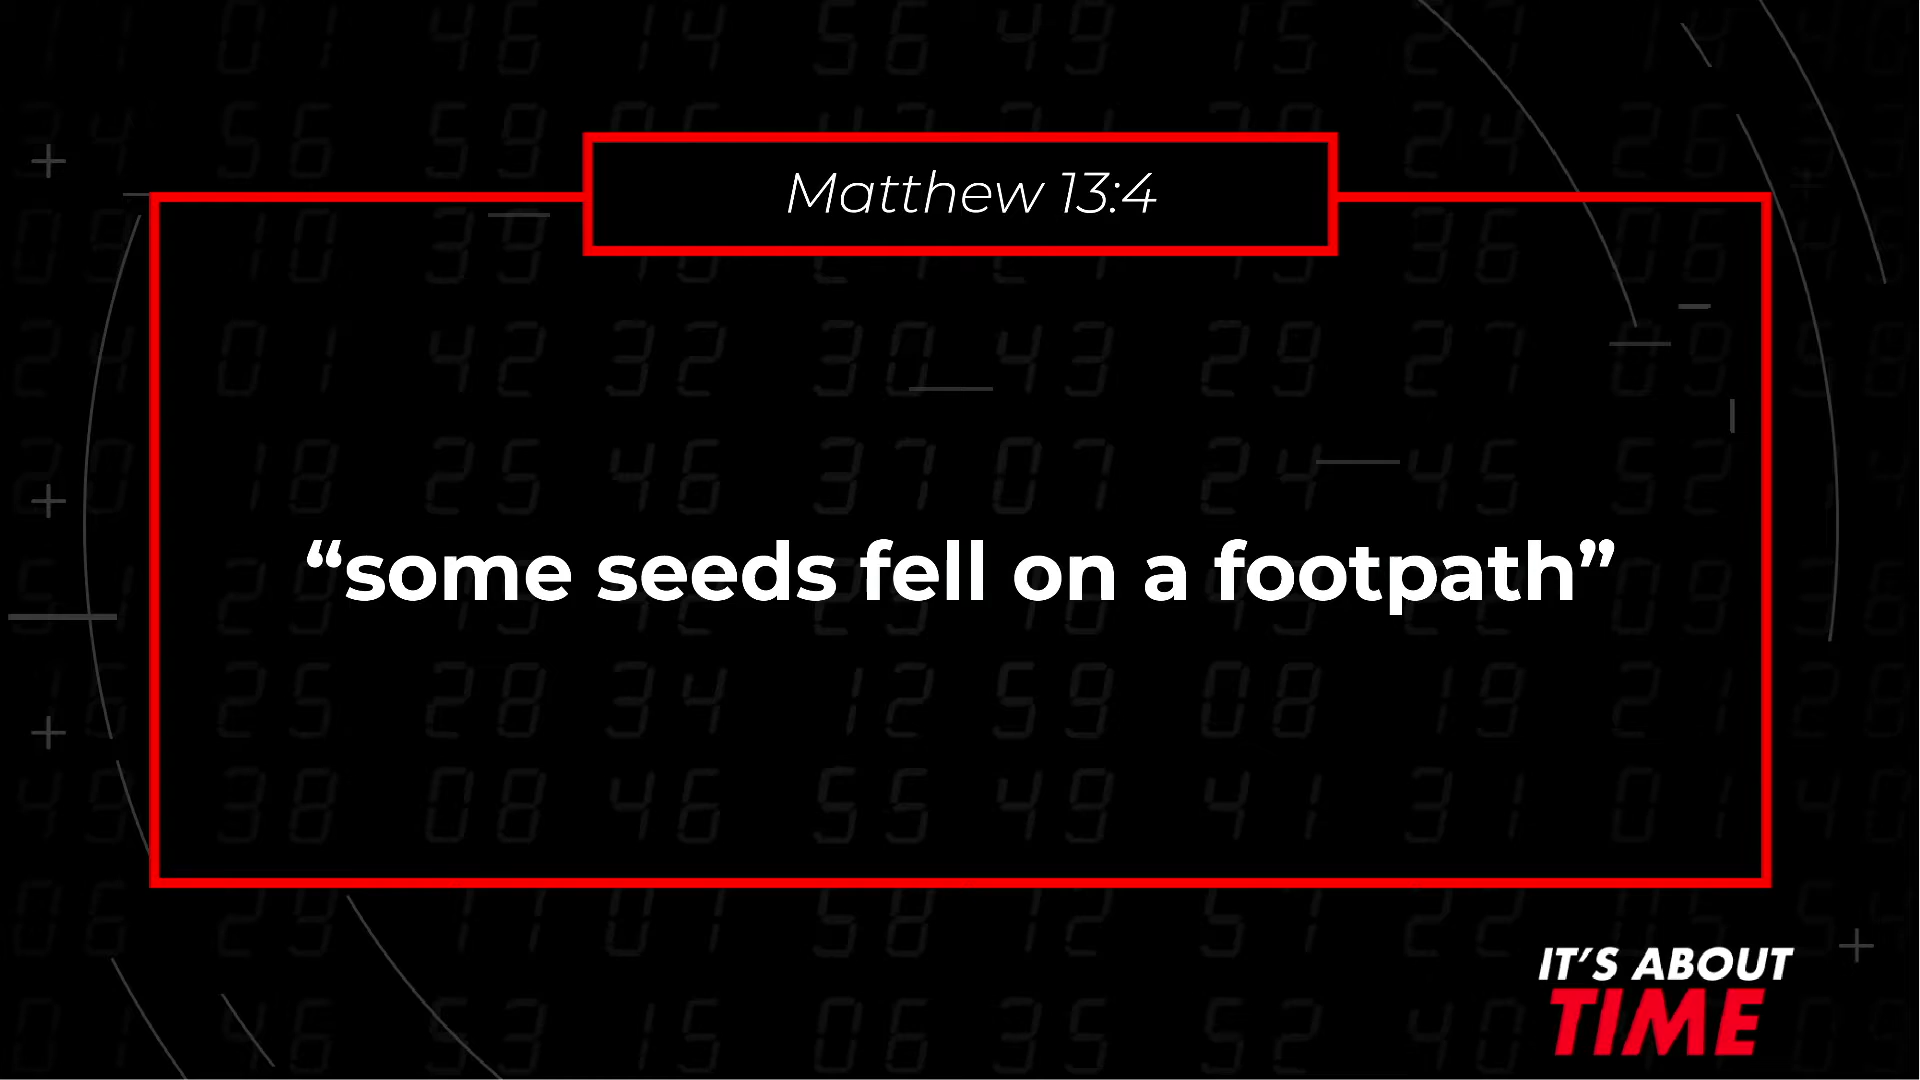 Matthew 13:4
“some seeds fell on a footpath”
IT’S ABOUT
TIME